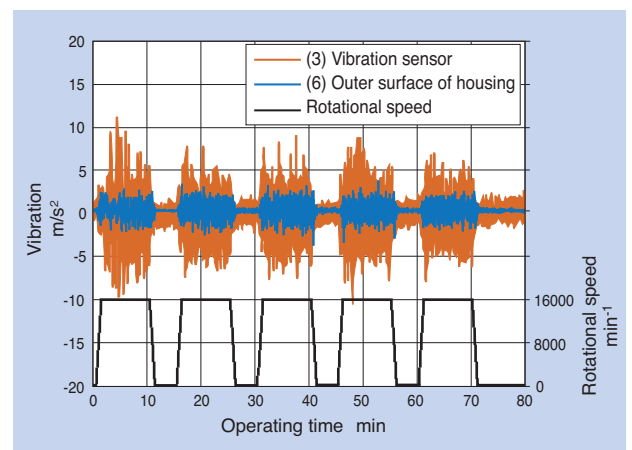 20
15
10
5
0
-5
-10
-15
-20
Vibration
m/s²
(3) Vibration sensor
(6) Outer surface of housing
Rotational speed
16000
8000
0
Rotational speed
min⁻¹
0 10 20 30 40 50 60 70 80
Operating time min